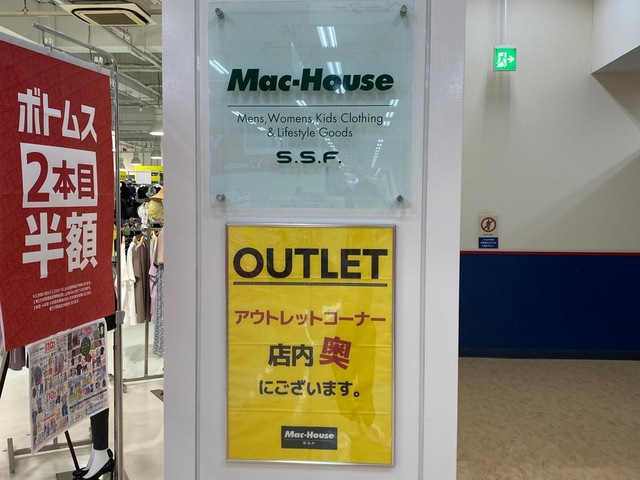 ボトムス
2本目
半額
Mac-House
Mens,Womens,Kids Clothing
& Lifestyle Goods
S.S.F.
OUTLET
アウトレットコーナー
店内 奥
にございます。
Mac-House
S.S.F